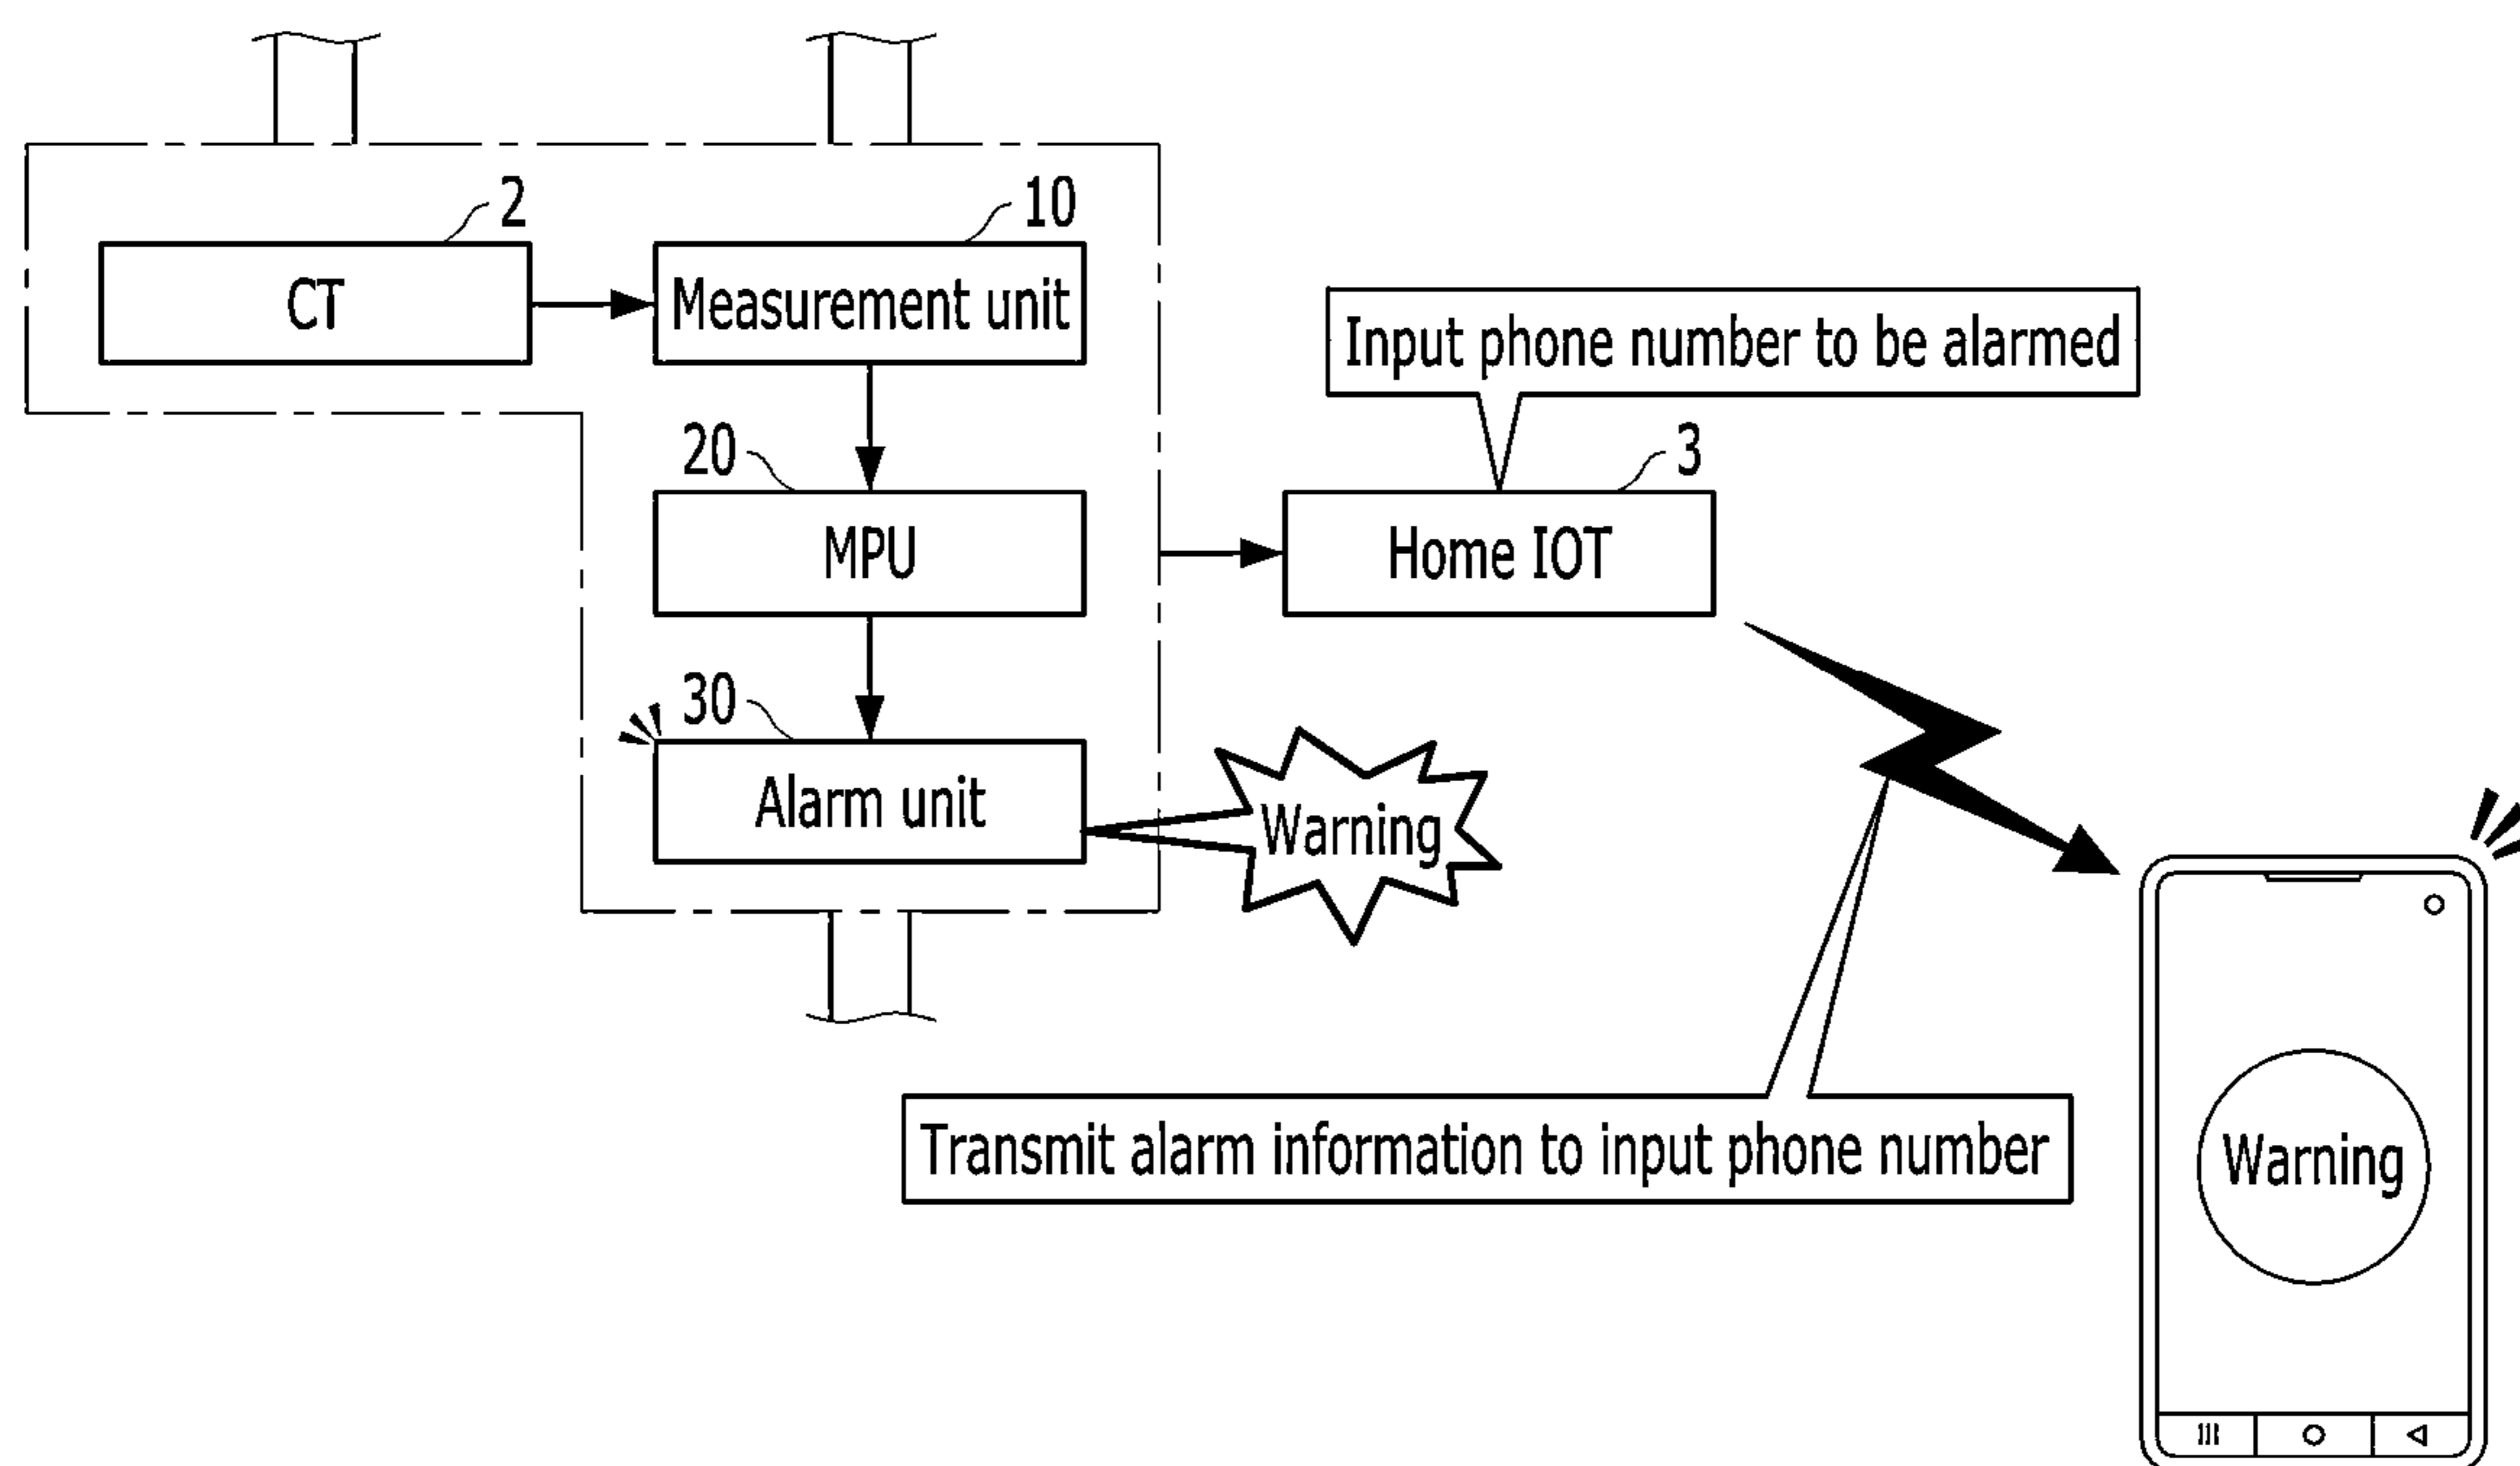 2
10
CT
Measurement unit
Input phone number to be alarmed
20
3
MPU
Home IOT
30
Alarm unit
Warning
Transmit alarm information to input phone number
Warning